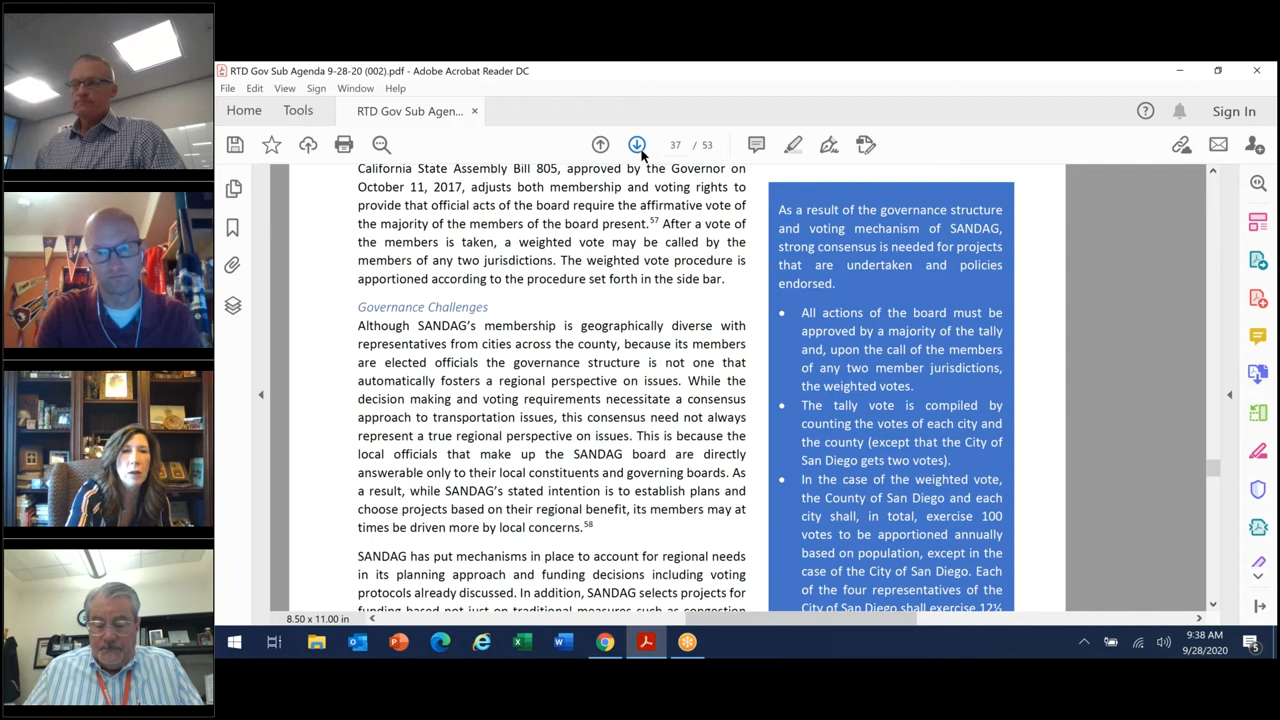 RTD Gov Sub Agenda 9-28-20 (002).pdf - Adobe Acrobat Reader DC
File Edit View Sign Window Help
Home Tools RTD Gov Sub Agen... × Sign In
37 / 53
California State Assembly Bill 805, approved by the Governor on
October 11, 2017, adjusts both membership and voting rights to
provide that official acts of the board require the affirmative vote of
the majority of the members of the board present.57 After a vote of
the members is taken, a weighted vote may be called by the
members of any two jurisdictions. The weighted vote procedure is
apportioned according to the procedure set forth in the side bar.
Governance Challenges
Although SANDAG's membership is geographically diverse with
representatives from cities across the county, because its members
are elected officials the governance structure is not one that
automatically fosters a regional perspective on issues. While the
decision making and voting requirements necessitate a consensus
approach to transportation issues, this consensus need not always
represent a true regional perspective on issues. This is because the
local officials that make up the SANDAG board are directly
answerable only to their local constituents and governing boards. As
a result, while SANDAG's stated intention is to establish plans and
choose projects based on their regional benefit, its members may at
times be driven more by local concerns.58
SANDAG has put mechanisms in place to account for regional needs
in its planning approach and funding decisions including voting
protocols already discussed. In addition, SANDAG selects projects for
funding based not just on traditional measures such as congestion
As a result of the governance structure
and voting mechanism of SANDAG,
strong consensus is needed for projects
that are undertaken and policies
endorsed.
• All actions of the board must be
approved by a majority of the tally
and, upon the call of the members
of any two member jurisdictions,
the weighted votes.
• The tally vote is compiled by
counting the votes of each city and
the county (except that the City of
San Diego gets two votes).
• In the case of the weighted vote,
the County of San Diego and each
city shall, in total, exercise 100
votes to be apportioned annually
based on population, except in the
case of the City of San Diego. Each
of the four representatives of the
City of San Diego shall exercise 12½
8.50 x 11.00 in
9:38 AM
9/28/2020
5